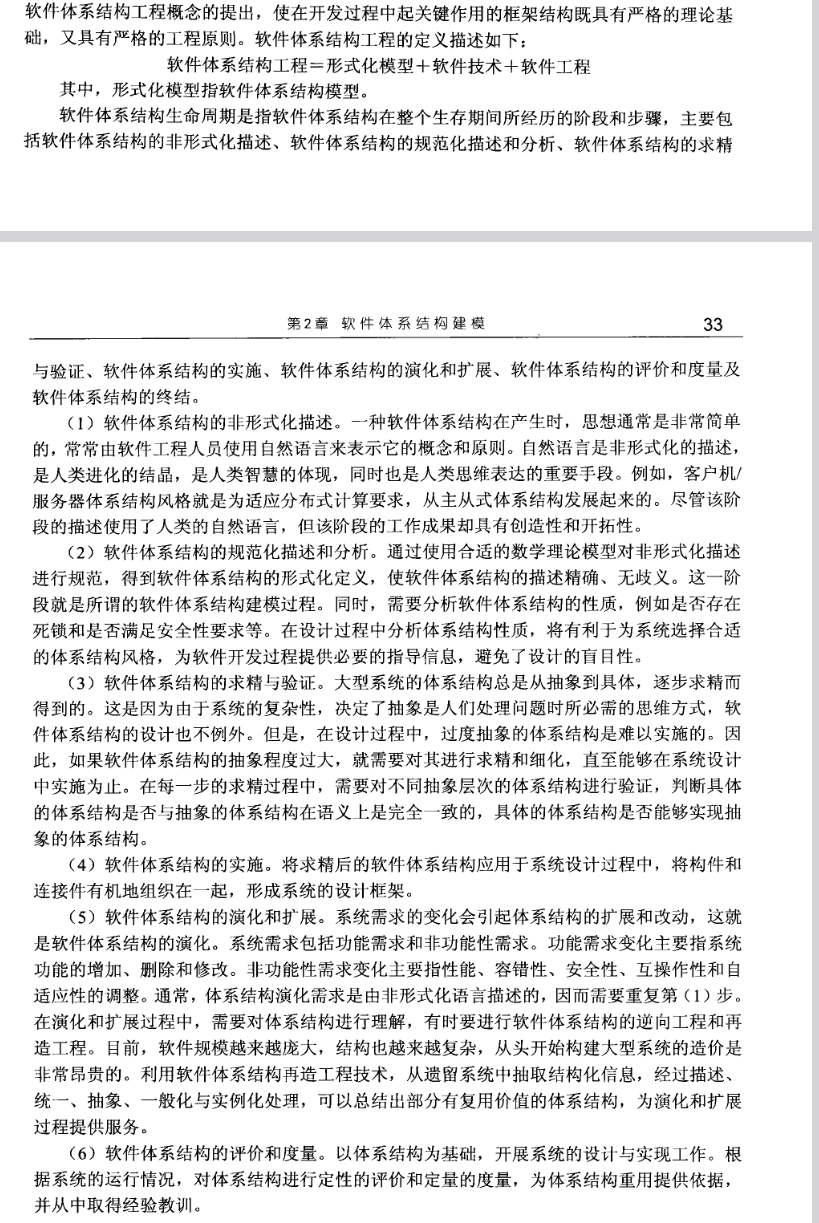 软件体系结构工程概念的提出，使在开发过程中起关键作用的框架结构既具有严格的理论基
础，又具有严格的工程原则。软件体系结构工程的定义描述如下：
软件体系结构工程＝形式化模型＋软件技术＋软件工程
其中，形式化模型指软件体系结构模型。
软件体系结构生命周期是指软件体系结构在整个生存期间所经历的阶段和步骤，主要包
括软件体系结构的非形式化描述、软件体系结构的规范化描述和分析、软件体系结构的求精
第2章 软件体系结构建模 33
与验证、软件体系结构的实施、软件体系结构的演化和扩展、软件体系结构的评价和度量及
软件体系结构的终结。
（1）软件体系结构的非形式化描述。一种软件体系结构在产生时，思想通常是非常简单
的，常常由软件工程人员使用自然语言来表示它的概念和原则。自然语言是非形式化的描述，
是人类进化的结晶，是人类智慧的体现，同时也是人类思维表达的重要手段。例如，客户机/
服务器体系结构风格就是为适应分布式计算要求，从主从式体系结构发展起来的。尽管该阶
段的描述使用了人类的自然语言，但该阶段的工作成果却具有创造性和开拓性。
（2）软件体系结构的规范化描述和分析。通过使用合适的数学理论模型对非形式化描述
进行规范，得到软件体系结构的形式化定义，使软件体系结构的描述精确、无歧义。这一阶
段就是所谓的软件体系结构建模过程。同时，需要分析软件体系结构的性质，例如是否存在
死锁和是否满足安全性要求等。在设计过程中分析体系结构性质，将有利于为系统选择合适
的体系结构风格，为软件开发过程提供必要的指导信息，避免了设计的盲目性。
（3）软件体系结构的求精与验证。大型系统的体系结构总是从抽象到具体，逐步求精而
得到的。这是因为由于系统的复杂性，决定了抽象是人们处理问题时所必需的思维方式，软
件体系结构的设计也不例外。但是，在设计过程中，过度抽象的体系结构是难以实施的。因
此，如果软件体系结构的抽象程度过大，就需要对其进行求精和细化，直至能够在系统设计
中实施为止。在每一步的求精过程中，需要对不同抽象层次的体系结构进行验证，判断具体
的体系结构是否与抽象的体系结构在语义上是完全一致的，具体的体系结构是否能够实现抽
象的体系结构。
（4）软件体系结构的实施。将求精后的软件体系结构应用于系统设计过程中，将构件和
连接件有机地组织在一起，形成系统的设计框架。
（5）软件体系结构的演化和扩展。系统需求的变化会引起体系结构的扩展和改动，这就
是软件体系结构的演化。系统需求包括功能需求和非功能性需求。功能需求变化主要指系统
功能的增加、删除和修改。非功能性需求变化主要指性能、容错性、安全性、互操作性和自
适应性的调整。通常，体系结构演化需求是由非形式化语言描述的，因而需要重复第（1）步。
在演化和扩展过程中，需要对体系结构进行理解，有时要进行软件体系结构的逆向工程和再
造工程。目前，软件规模越来越庞大，结构也越来越复杂，从头开始构建大型系统的造价是
非常昂贵的。利用软件体系结构再造工程技术，从遗留系统中抽取结构化信息，经过描述、
统一、抽象、一般化与实例化处理，可以总结出部分有复用价值的体系结构，为演化和扩展
过程提供服务。
（6）软件体系结构的评价和度量。以体系结构为基础，开展系统的设计与实现工作。根
据系统的运行情况，对体系结构进行定性的评价和定量的度量，为体系结构重用提供依据，
并从中取得经验教训。